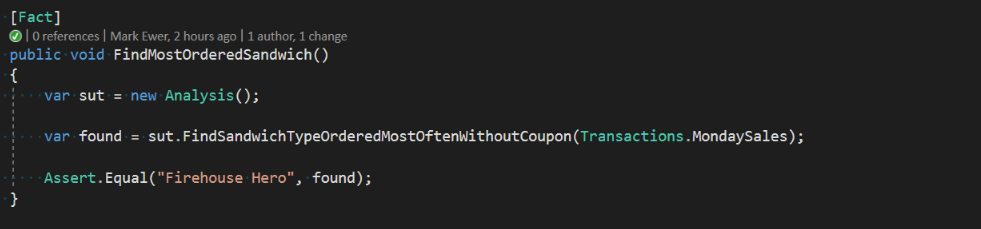 [Fact]
| 0 references | Mark Ewer, 2 hours ago | 1 author, 1 change
public void FindMostOrderedSandwich()
{
var sut = new Analysis();
var found = sut.FindSandwichTypeOrderedMostOftenWithoutCoupon(Transactions.MondaySales);
Assert.Equal("Firehouse Hero", found);
}